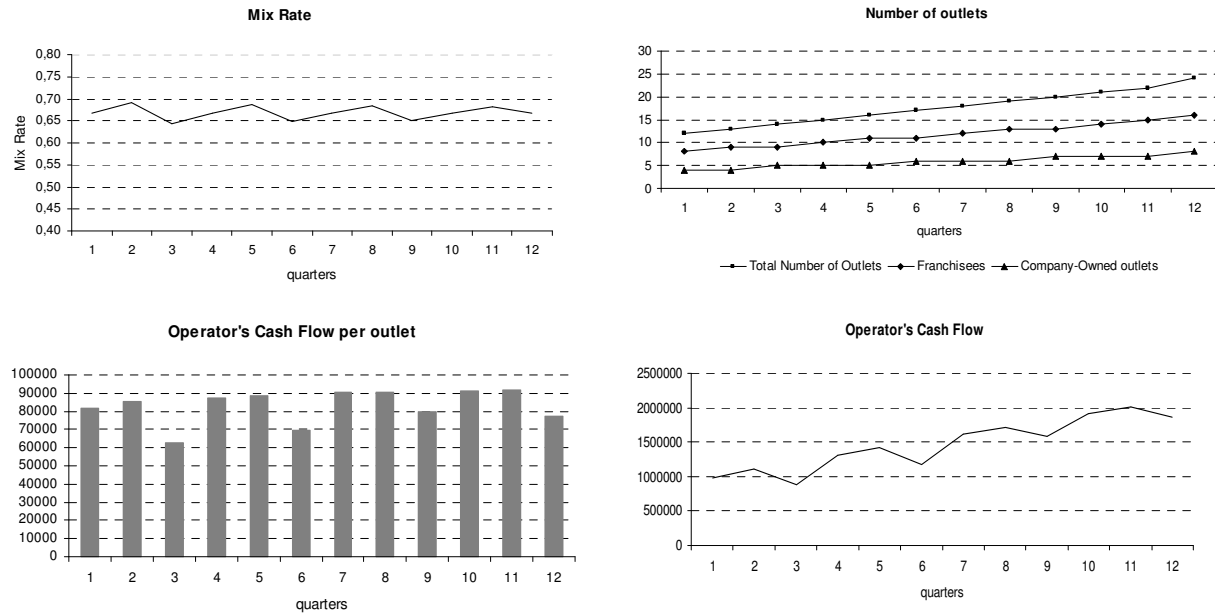 Mix Rate
0,80
0,75
0,70
0,65
0,60
0,55
0,50
0,45
0,40
Mix Rate
1 2 3 4 5 6 7 8 9 10 11 12
quarters
Number of outlets
30
25
20
15
10
5
0
1 2 3 4 5 6 7 8 9 10 11 12
quarters
Total Number of Outlets Franchisees Company-Owned outlets
Operator's Cash Flow per outlet
100000
90000
80000
70000
60000
50000
40000
30000
20000
10000
0
1 2 3 4 5 6 7 8 9 10 11 12
quarters
Operator's Cash Flow
2500000
2000000
1500000
1000000
500000
0
1 2 3 4 5 6 7 8 9 10 11 12
quarters